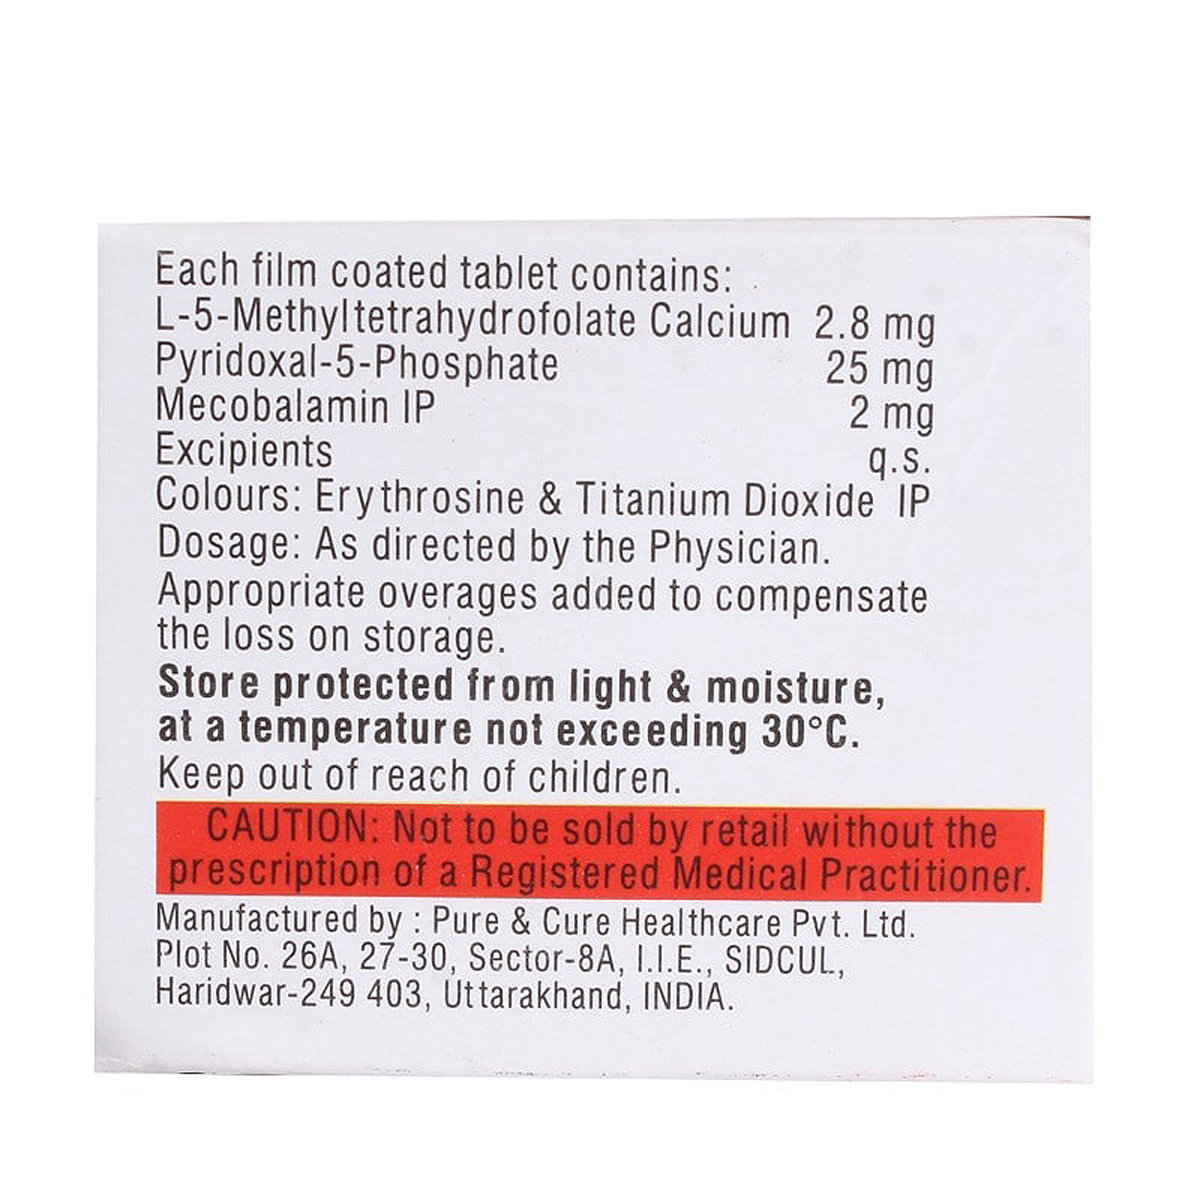 Each film coated tablet contains:
L-5-Methyltetrahydrofolate Calcium 2.8 mg
Pyridoxal-5-Phosphate 25 mg
Mecobalamin IP 2 mg
Excipients q.s.
Colours: Erythrosine & Titanium Dioxide IP
Dosage: As directed by the Physician.
Appropriate overages added to compensate
the loss on storage.
Store protected from light & moisture,
at a temperature not exceeding 30°C.
Keep out of reach of children.
CAUTION: Not to be sold by retail without the
prescription of a Registered Medical Practitioner.
Manufactured by : Pure & Cure Healthcare Pvt. Ltd.
Plot No. 26A, 27-30, Sector-8A, I.I.E., SIDCUL,
Haridwar-249 403, Uttarakhand, INDIA.